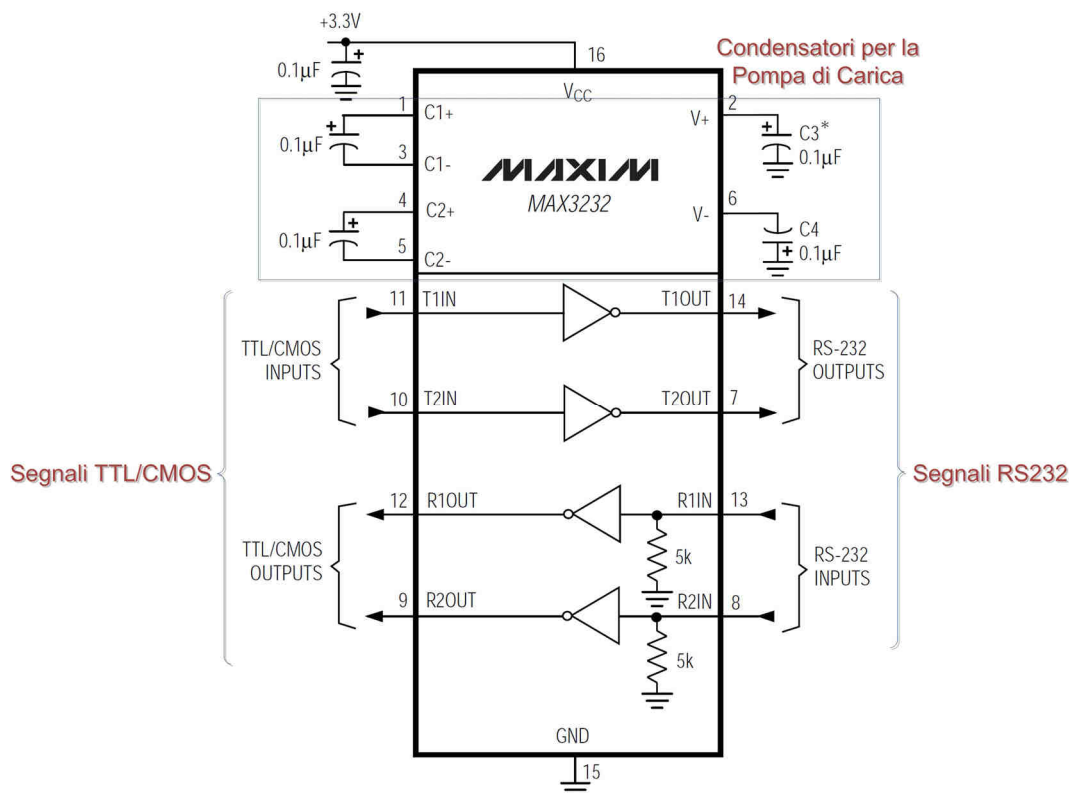 +3.3V
0.1µF
16
Condensatori per la
Pompa di Carica
VCC
1
C1+
2
V+
0.1µF
C3*
0.1µF
3
C1-
MAXIM
MAX3232
4
C2+
6
V-
0.1µF
C4
0.1µF
5
C2-
11
T1IN
T1OUT
14
TTL/CMOS
INPUTS
RS-232
OUTPUTS
10
T2IN
T2OUT
7
Segnali TTL/CMOS
Segnali RS232
12
R1OUT
R1IN
13
TTL/CMOS
OUTPUTS
5k
RS-232
INPUTS
9
R2OUT
R2IN
8
5k
GND
15